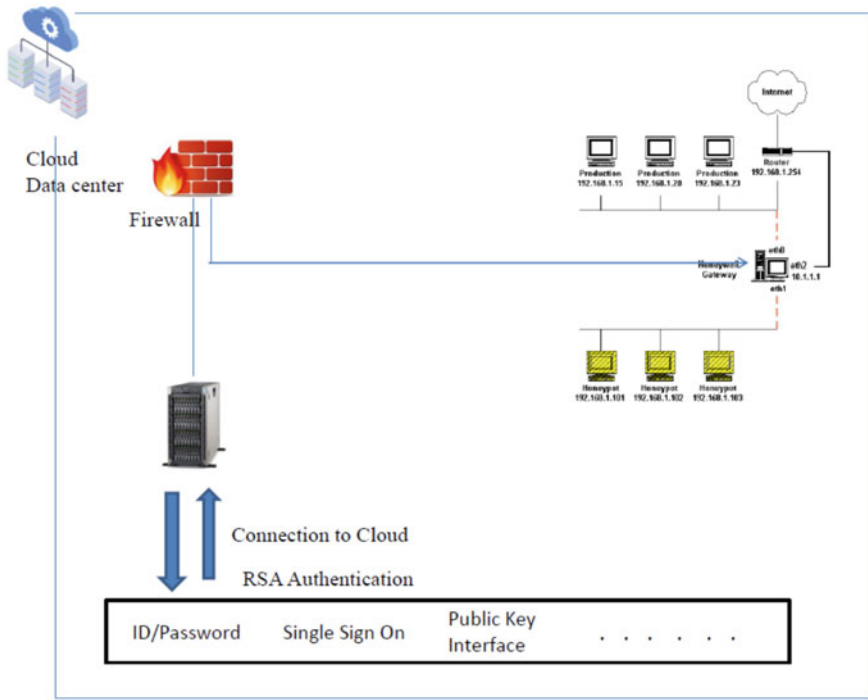 Cloud
Data center
Firewall
Internet
Production
192.168.1.15
Production
192.168.1.20
Production
192.168.1.23
Router
192.168.1.254
eth0
Honeywall
Gateway
eth2
10.1.1.1
eth1
Honeypot
192.168.1.101
Honeypot
192.168.1.102
Honeypot
192.168.1.103
Connection to Cloud
RSA Authentication
ID/Password
Single Sign On
Public Key
Interface
. . . . . .